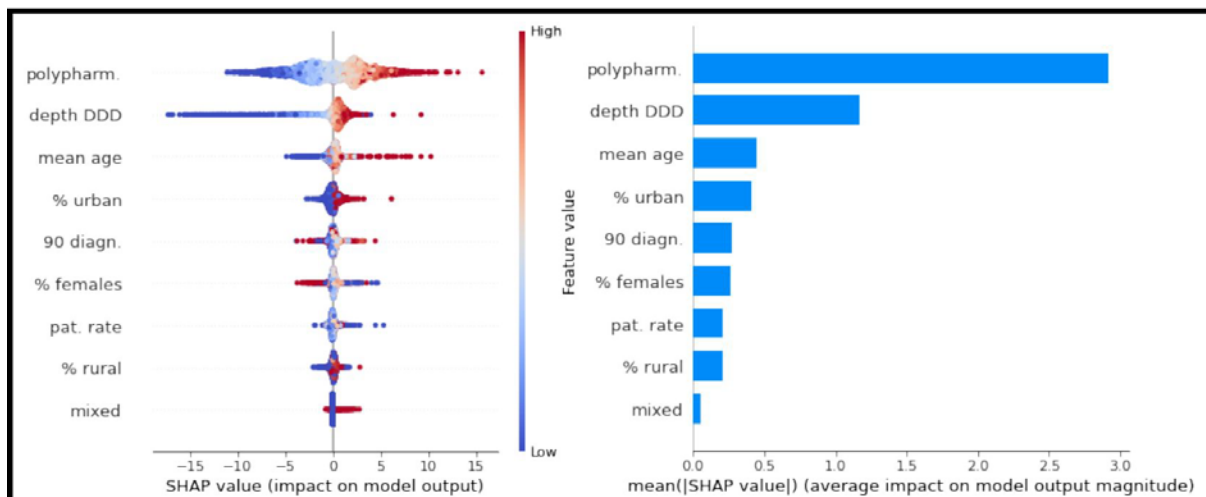 High
polypharm.
depth DDD
mean age
% urban
90 diagn.
% females
pat. rate
% rural
mixed
Low
−15 −10 −5 0 5 10 15
SHAP value (impact on model output)
Feature value
polypharm.
depth DDD
mean age
% urban
90 diagn.
% females
pat. rate
% rural
mixed
0.0 0.5 1.0 1.5 2.0 2.5 3.0
mean(|SHAP value|) (average impact on model output magnitude)